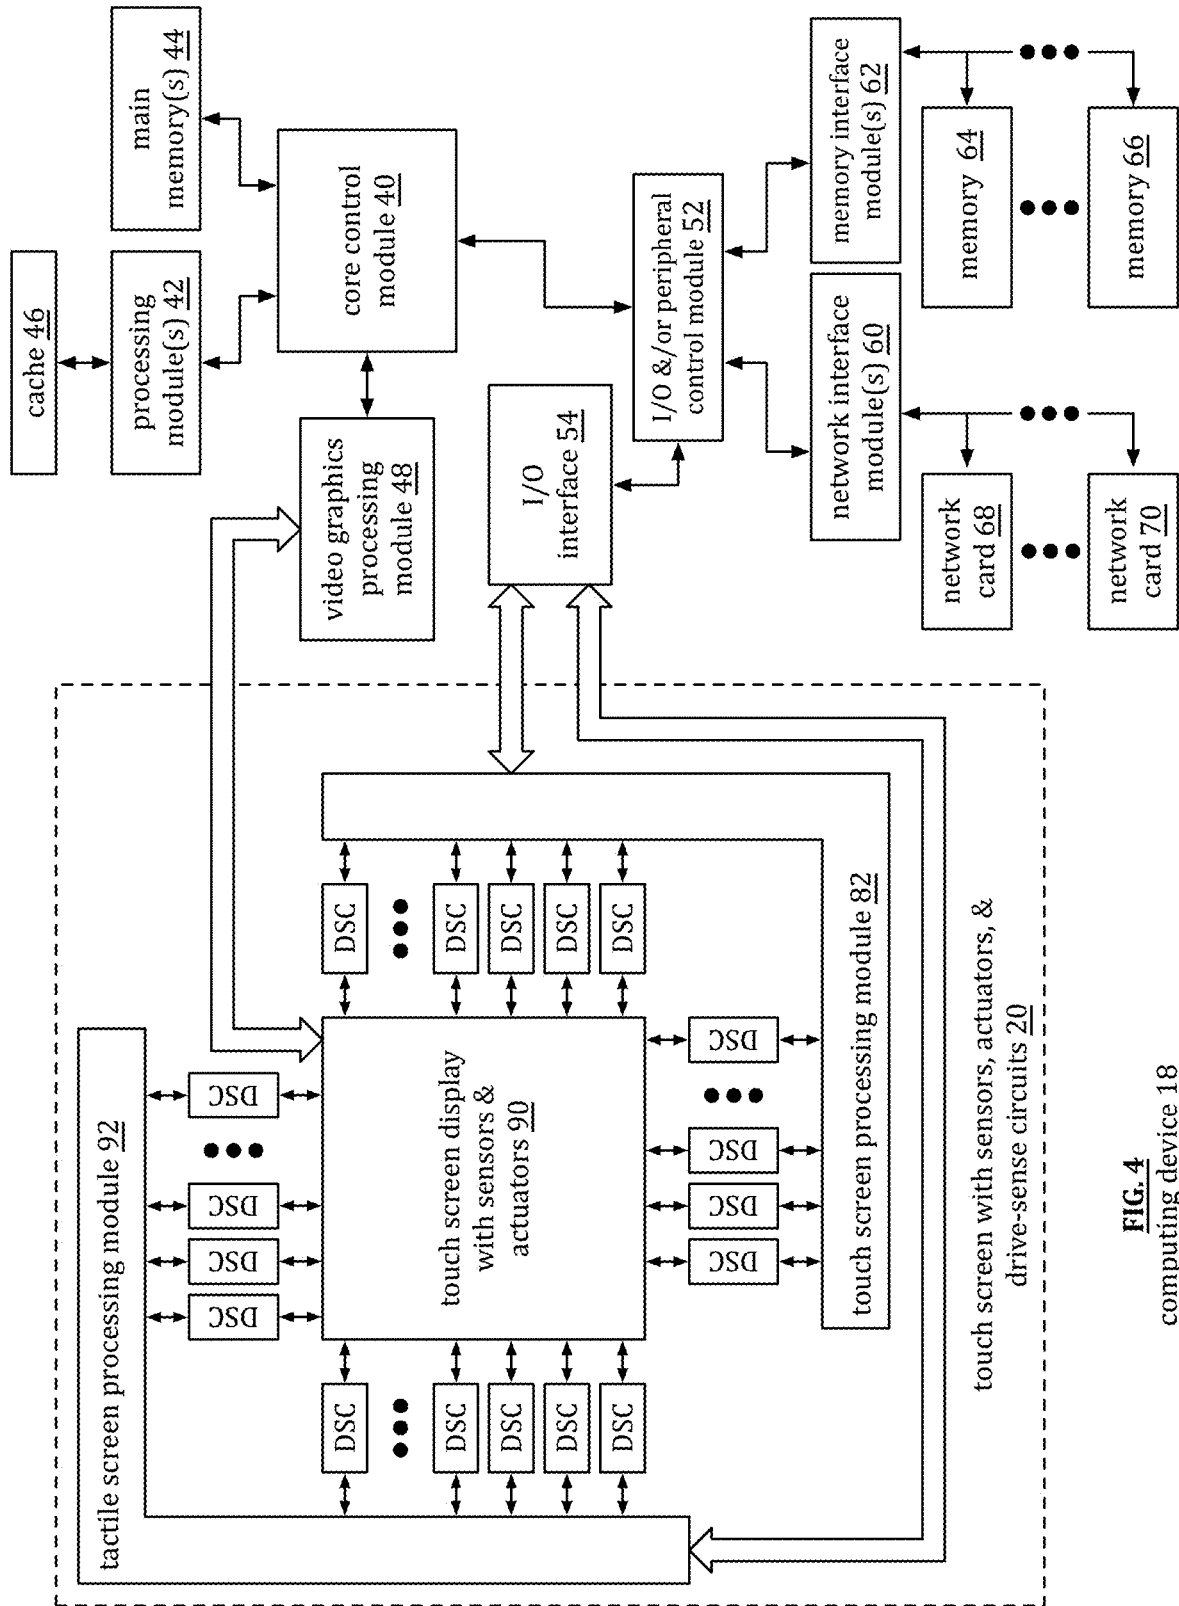 tactile screen processing module 92
DSC
DSC
DSC
DSC
DSC
DSC
DSC
DSC
DSC
touch screen display
with sensors &
actuators 90
DSC
DSC
DSC
DSC
DSC
DSC
DSC
DSC
DSC
touch screen processing module 82
touch screen with sensors, actuators, &
drive-sense circuits 20
cache 46
processing
module(s) 42
main
memory(s) 44
core control
module 40
video graphics
processing
module 48
I/O
interface 54
I/O &/or peripheral
control module 52
network interface
module(s) 60
memory interface
module(s) 62
network
card 68
network
card 70
memory 64
memory 66
FIG. 4
computing device 18